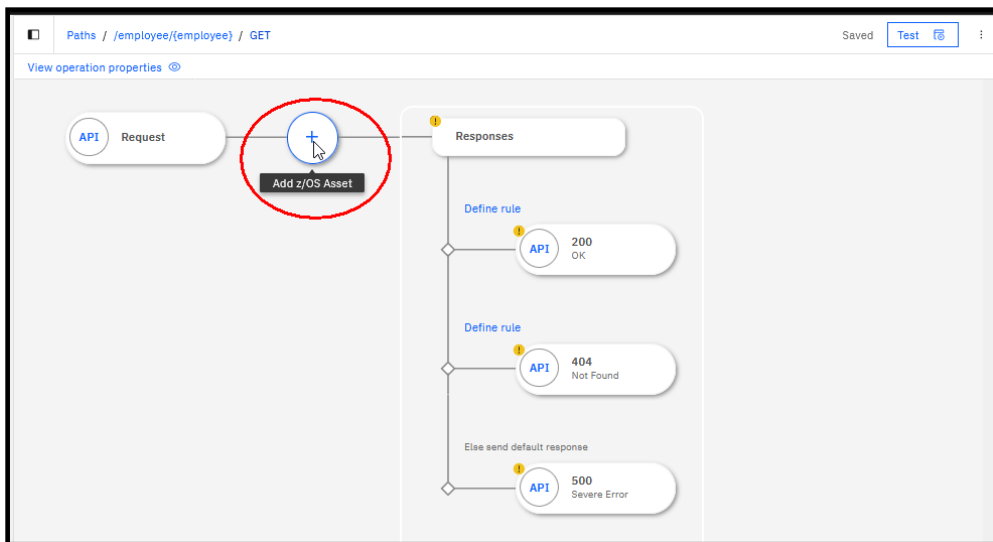 Paths / /employee/{employee} / GET
Saved
Test
View operation properties
API
Request
+
Add z/OS Asset
!
Responses
Define rule
!
API
200
OK
Define rule
!
API
404
Not Found
Else send default response
!
API
500
Severe Error